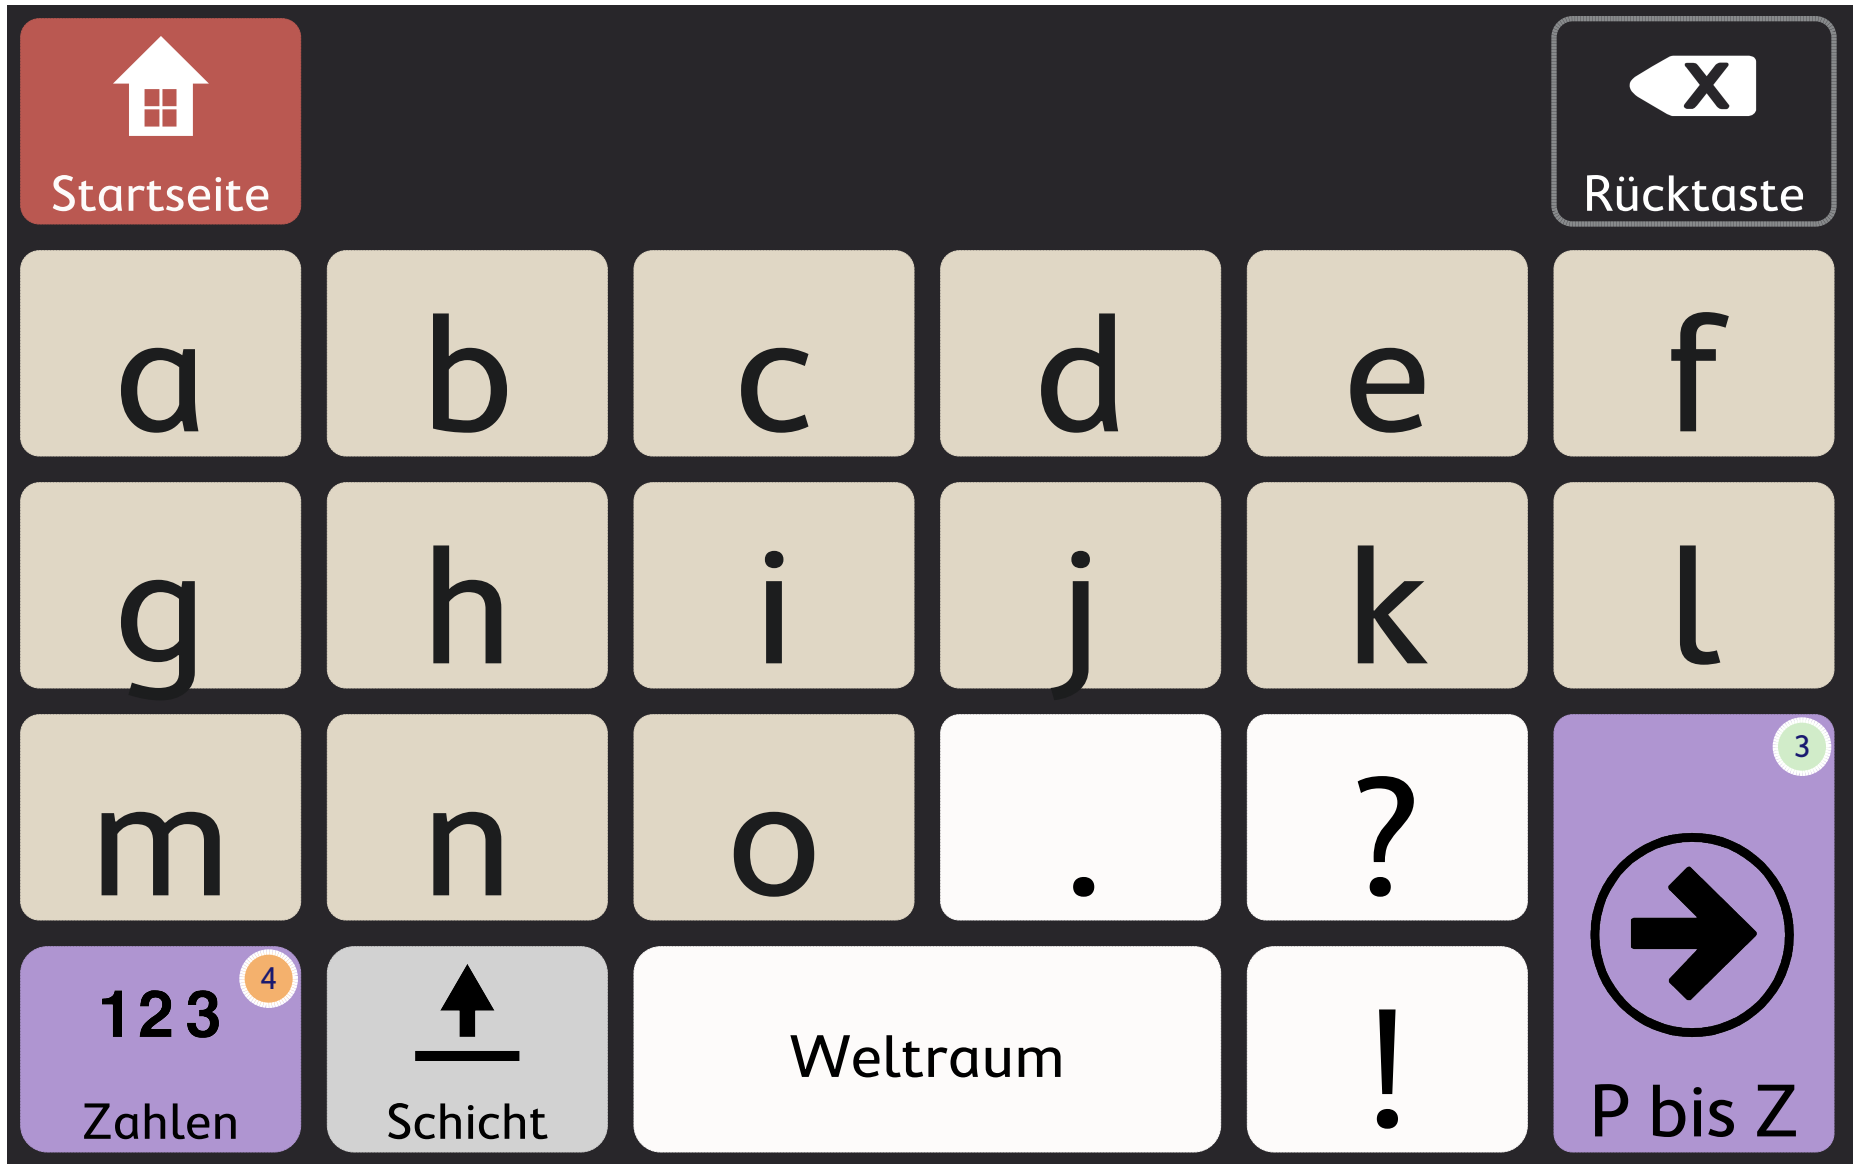 X
Startseite
Rücktaste
a b c d e f
g h i j k l
m n o . ? 3
123 4
Weltraum !
Zahlen Schicht P bis Z